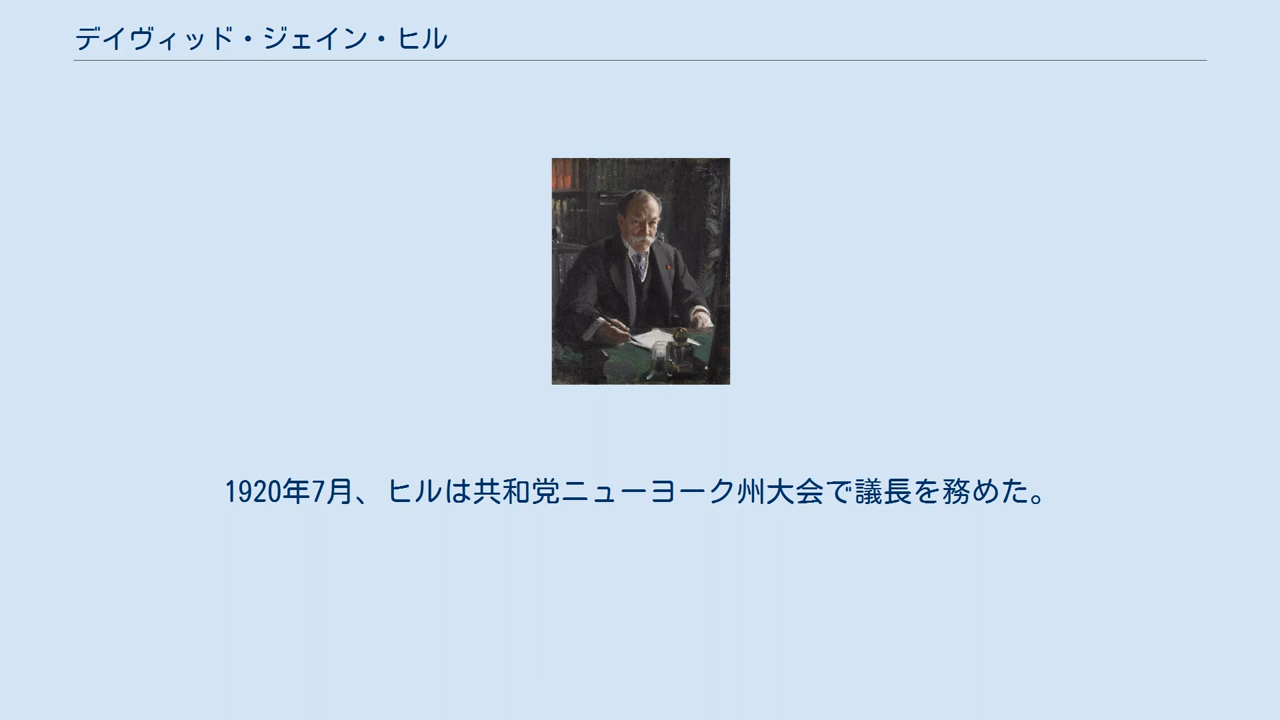 デイヴィッド・ジェイン・ヒル
1920年7月、ヒルは共和党ニューヨーク州大会で議長を務めた。